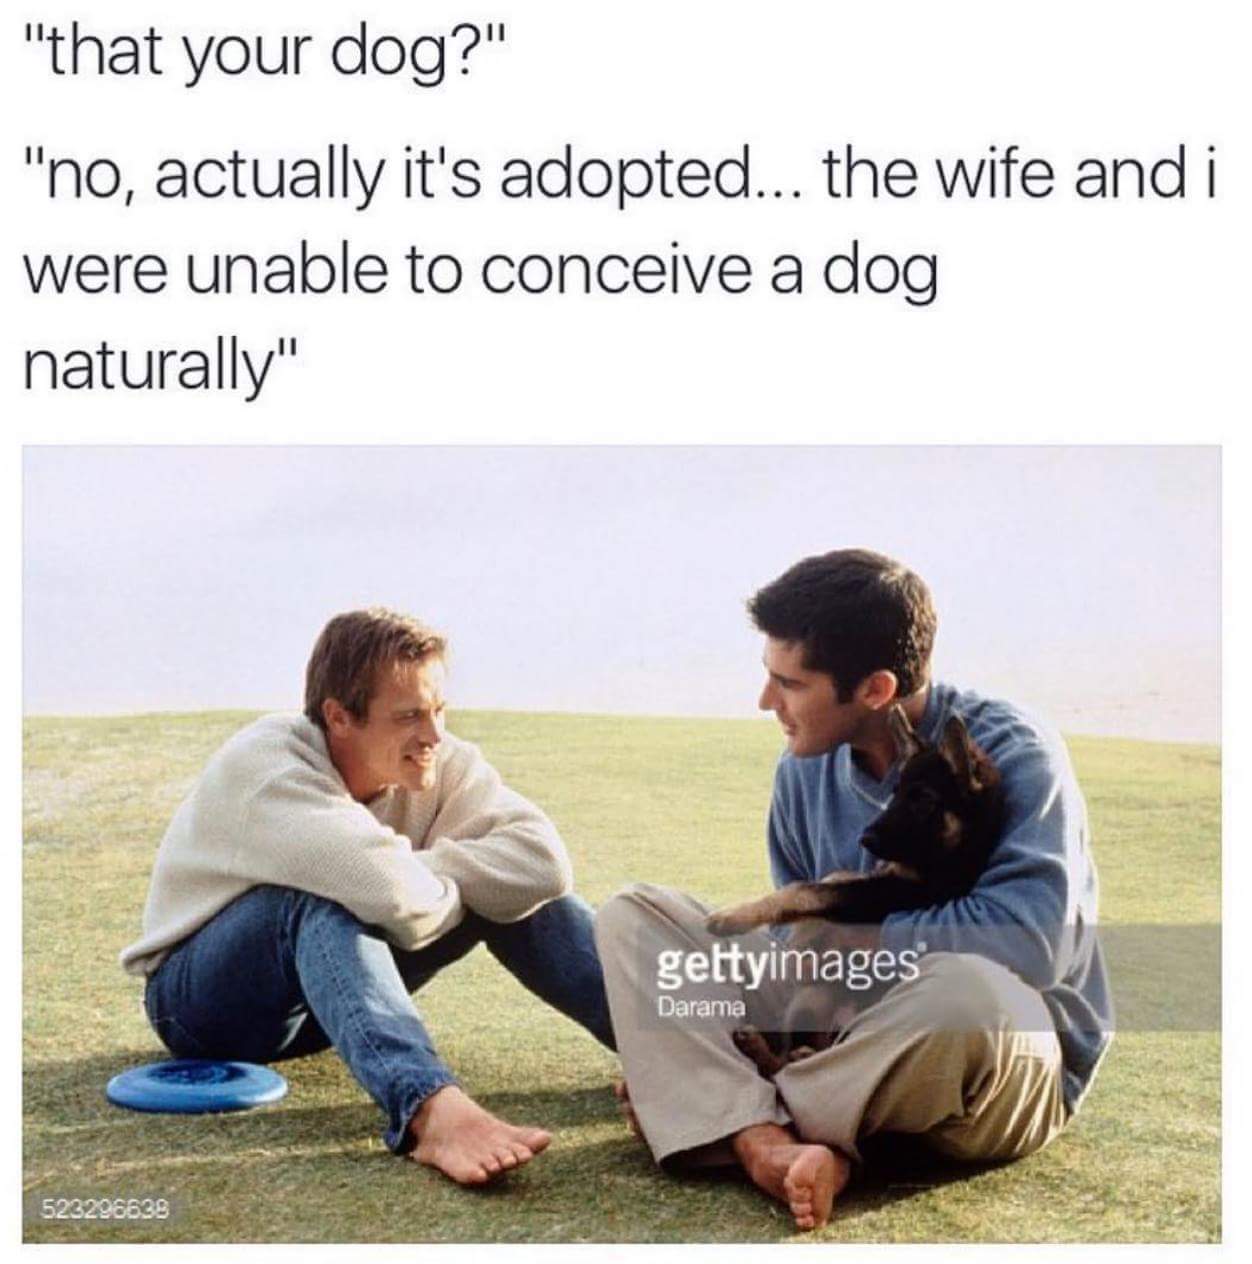 "that your dog?"
"no, actually it's adopted... the wife and i
were unable to conceive a dog
naturally"
gettyimages®
Darama
523296638